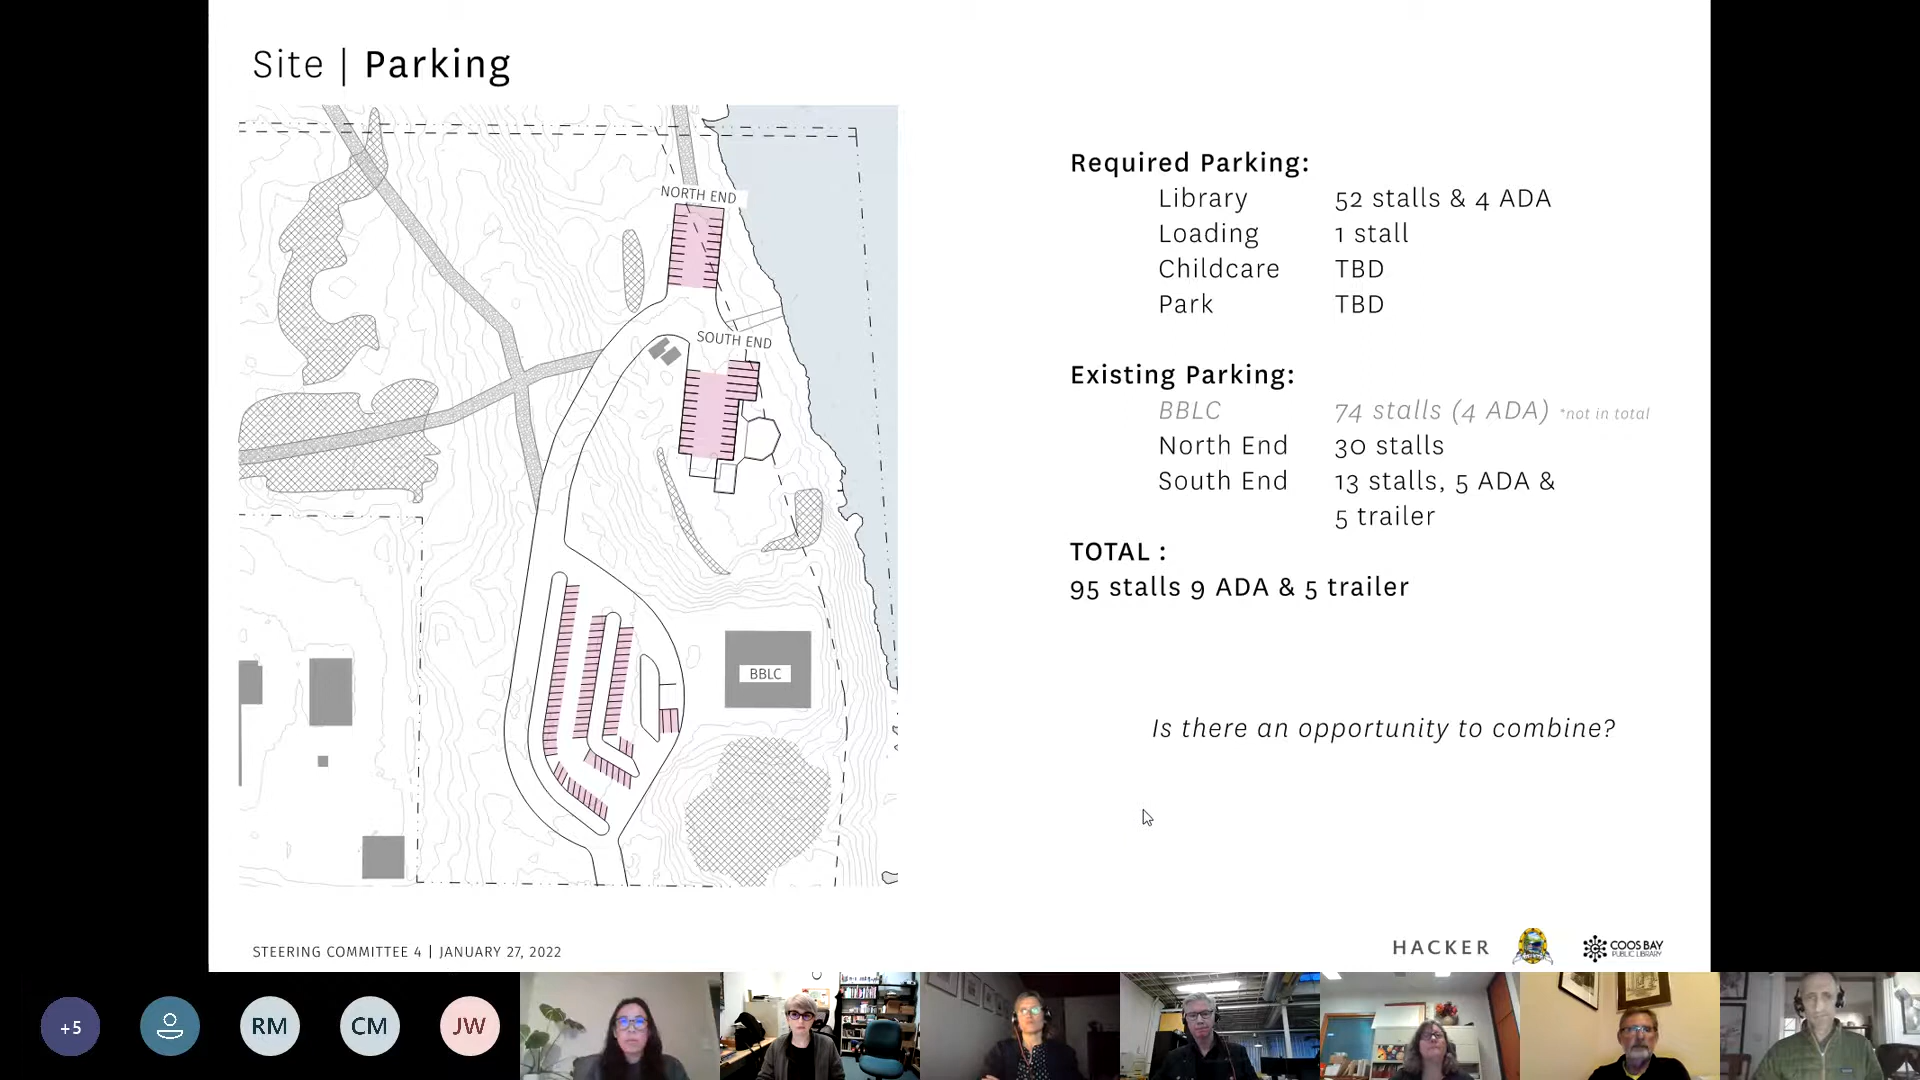 Site | Parking
NORTH END
SOUTH END
BBLC
Required Parking:
Library 52 stalls & 4 ADA
Loading 1 stall
Childcare TBD
Park TBD
Existing Parking:
BBLC 74 stalls (4 ADA) *not in total
North End 30 stalls
South End 13 stalls, 5 ADA &
5 trailer
TOTAL :
95 stalls 9 ADA & 5 trailer
Is there an opportunity to combine?
STEERING COMMITTEE 4 | JANUARY 27, 2022
HACKER
COOS BAY
PUBLIC LIBRARY
+5
RM
CM
JW